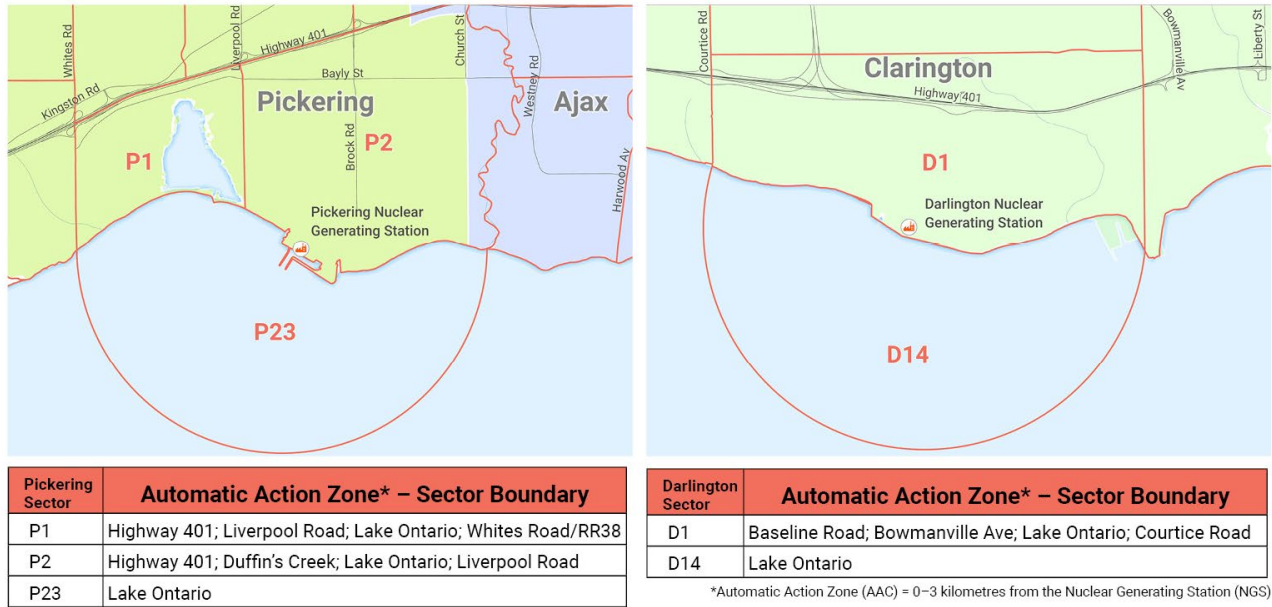 Whites Rd
Liverpool Rd
Highway 401
Church St
Kingston Rd
Bayly St
Westney Rd
Pickering
Ajax
Brock Rd
P2
P1
Harwood Av
Pickering Nuclear
Generating Station
P23
Courtice Rd
Bowmanville Av
Liberty St
Clarington
Highway 401
D1
Darlington Nuclear
Generating Station
D14
Pickering
Sector
Automatic Action Zone* – Sector Boundary
P1 Highway 401; Liverpool Road; Lake Ontario; Whites Road/RR38
P2 Highway 401; Duffin’s Creek; Lake Ontario; Liverpool Road
P23 Lake Ontario
Darlington
Sector
Automatic Action Zone* – Sector Boundary
D1 Baseline Road; Bowmanville Ave; Lake Ontario; Courtice Road
D14 Lake Ontario
*Automatic Action Zone (AAC) = 0–3 kilometres from the Nuclear Generating Station (NGS)